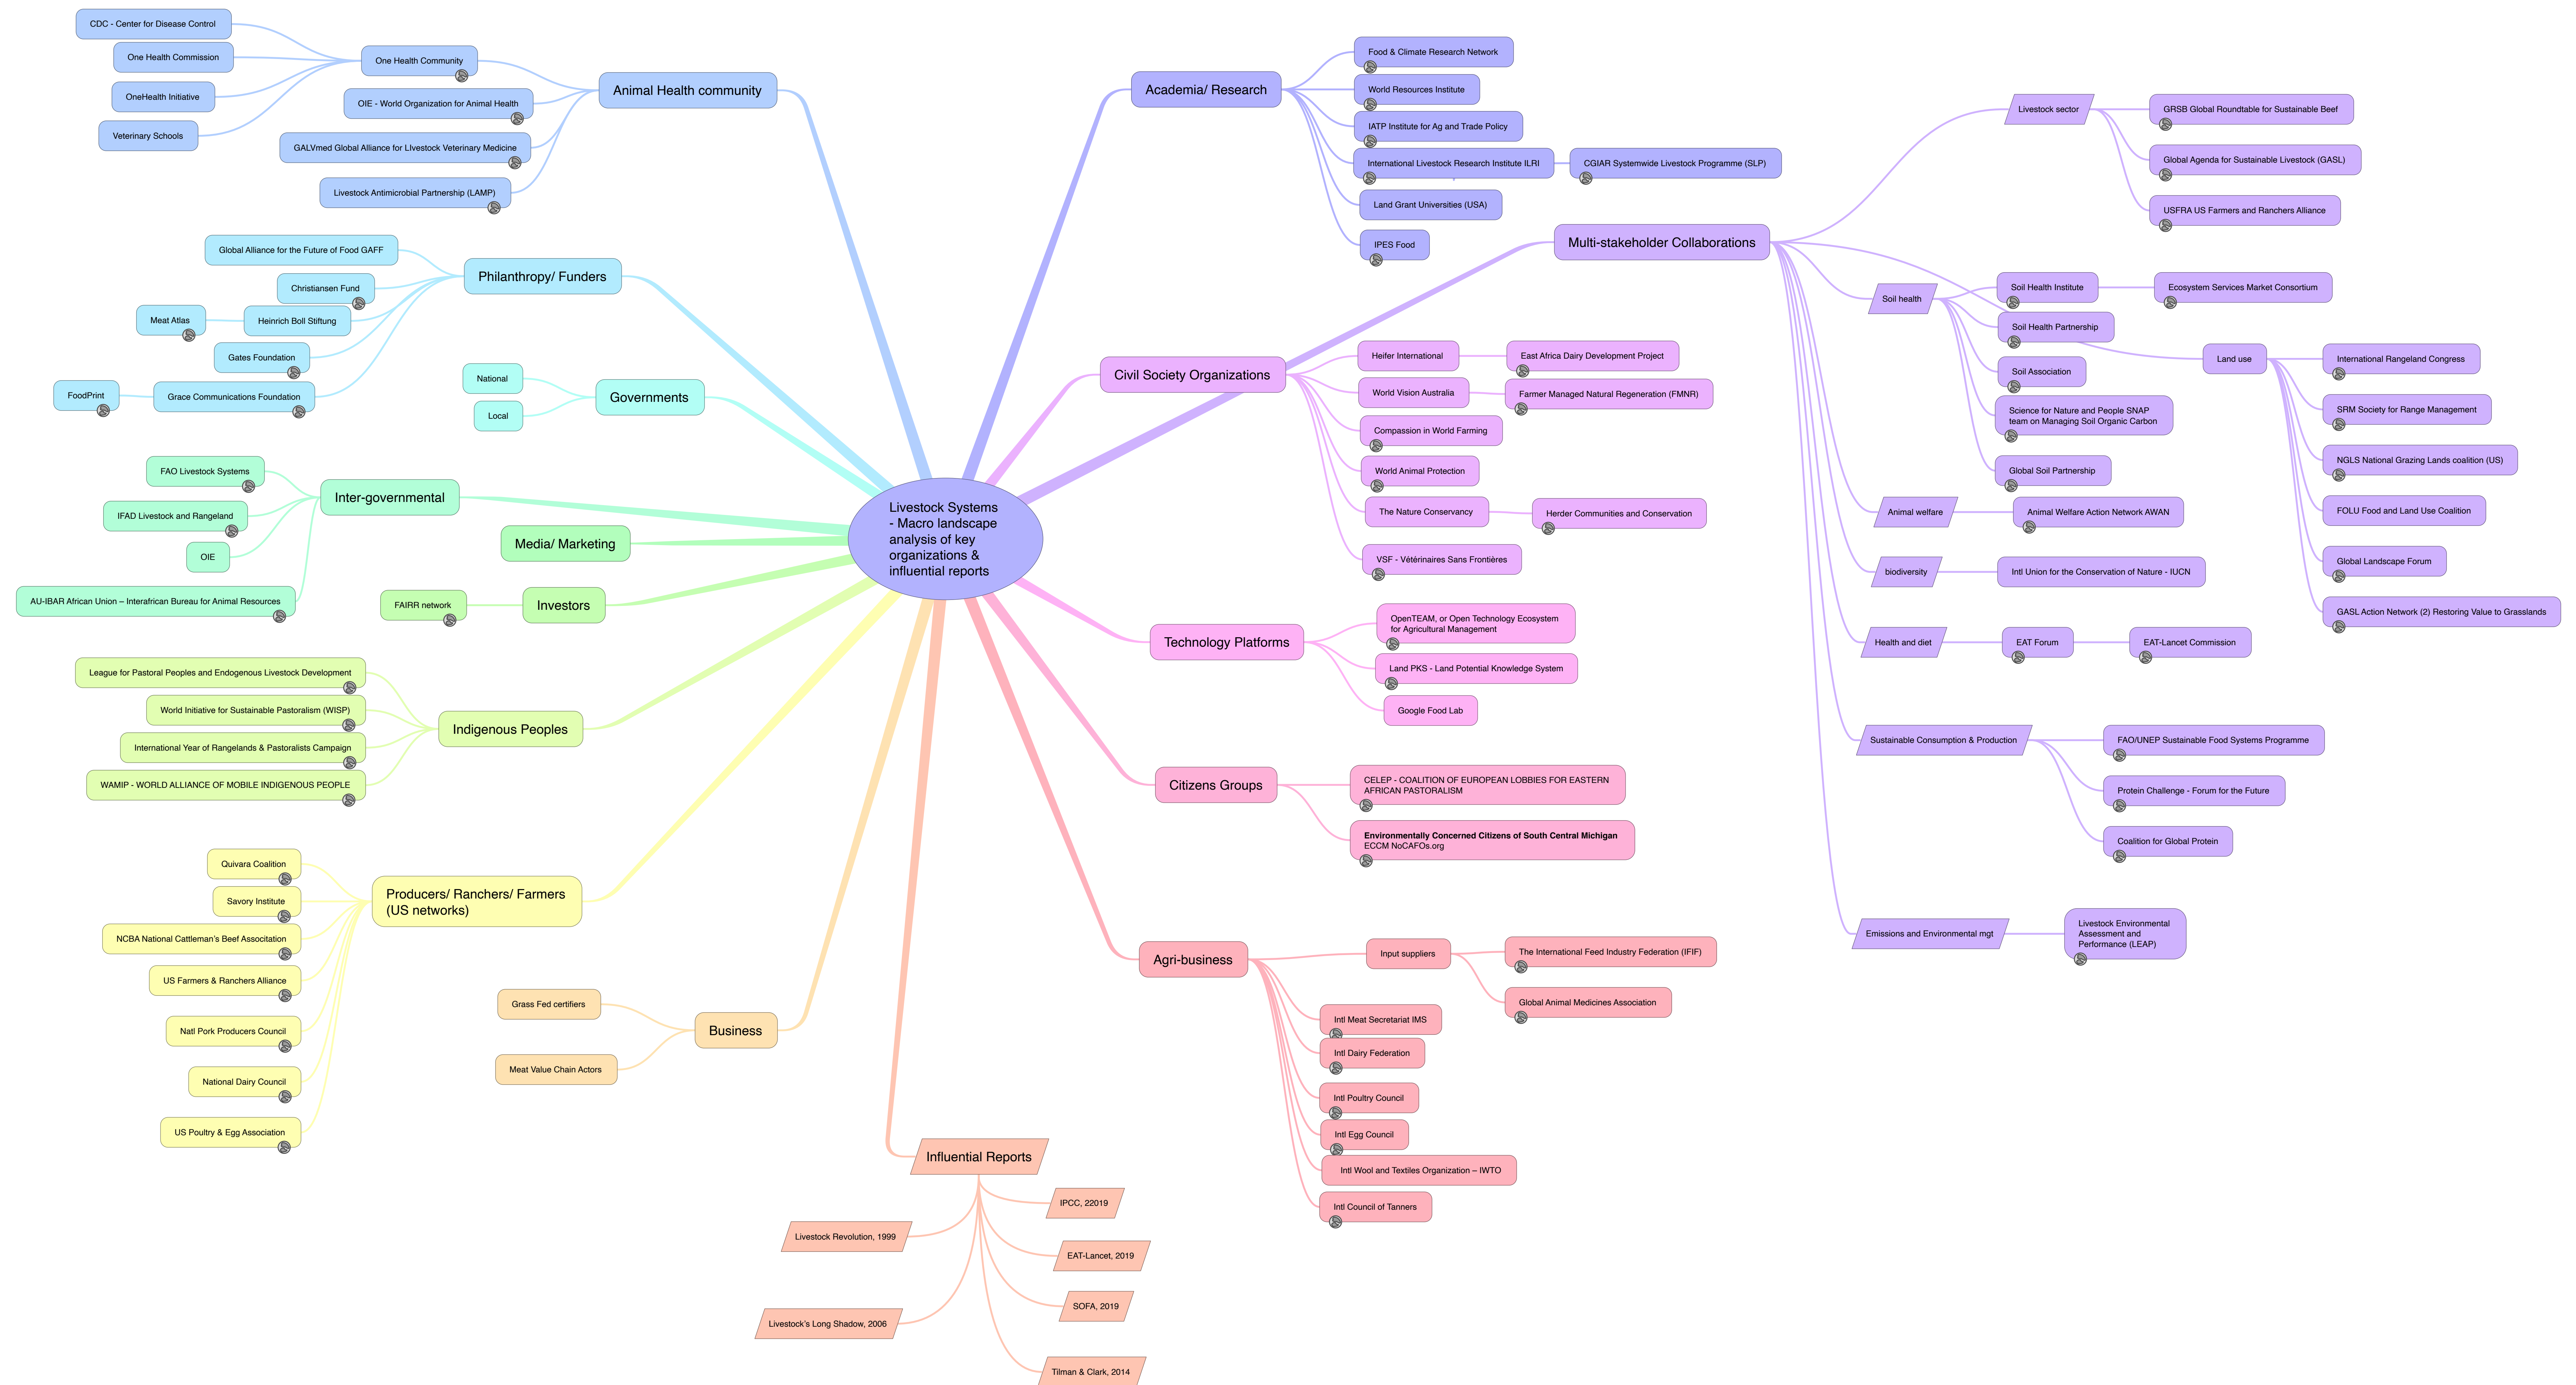 Livestock Systems
- Macro landscape
analysis of key
organizations &
influential reports
Animal Health community
One Health Community
CDC - Center for Disease Control
One Health Commission
OneHealth Initiative
Veterinary Schools
OIE - World Organization for Animal Health
GALVmed Global Alliance for LIvestock Veterinary Medicine
Livestock Antimicrobial Partnership (LAMP)
Philanthropy/ Funders
Global Alliance for the Future of Food GAFF
Christiansen Fund
Heinrich Boll Stiftung
Meat Atlas
Gates Foundation
Grace Communications Foundation
FoodPrint
Governments
National
Local
Inter-governmental
FAO Livestock Systems
IFAD Livestock and Rangeland
OIE
AU-IBAR African Union – Interafrican Bureau for Animal Resources
Media/ Marketing
Investors
FAIRR network
Indigenous Peoples
League for Pastoral Peoples and Endogenous Livestock Development
World Initiative for Sustainable Pastoralism (WISP)
International Year of Rangelands & Pastoralists Campaign
WAMIP - WORLD ALLIANCE OF MOBILE INDIGENOUS PEOPLE
Producers/ Ranchers/ Farmers
(US networks)
Quivara Coalition
Savory Institute
NCBA National Cattleman's Beef Associtation
US Farmers & Ranchers Alliance
Natl Pork Producers Council
National Dairy Council
US Poultry & Egg Association
Business
Grass Fed certifiers
Meat Value Chain Actors
Influential Reports
Livestock Revolution, 1999
Livestock's Long Shadow, 2006
IPCC, 22019
EAT-Lancet, 2019
SOFA, 2019
Tilman & Clark, 2014
Academia/ Research
Food & Climate Research Network
World Resources Institute
IATP Institute for Ag and Trade Policy
International Livestock Research Institute ILRI
CGIAR Systemwide Livestock Programme (SLP)
Land Grant Universities (USA)
IPES Food
Multi-stakeholder Collaborations
Livestock sector
GRSB Global Roundtable for Sustainable Beef
Global Agenda for Sustainable Livestock (GASL)
USFRA US Farmers and Ranchers Alliance
Soil health
Soil Health Institute
Ecosystem Services Market Consortium
Soil Health Partnership
Soil Association
Science for Nature and People SNAP
team on Managing Soil Organic Carbon
Global Soil Partnership
Land use
International Rangeland Congress
SRM Society for Range Management
NGLS National Grazing Lands coalition (US)
FOLU Food and Land Use Coalition
Global Landscape Forum
GASL Action Network (2) Restoring Value to Grasslands
Animal welfare
Animal Welfare Action Network AWAN
biodiversity
Intl Union for the Conservation of Nature - IUCN
Health and diet
EAT Forum
EAT-Lancet Commission
Sustainable Consumption & Production
FAO/UNEP Sustainable Food Systems Programme
Protein Challenge - Forum for the Future
Coalition for Global Protein
Emissions and Environmental mgt
Livestock Environmental
Assessment and
Performance (LEAP)
Civil Society Organizations
Heifer International
East Africa Dairy Development Project
World Vision Australia
Farmer Managed Natural Regeneration (FMNR)
Compassion in World Farming
World Animal Protection
The Nature Conservancy
Herder Communities and Conservation
VSF - Vétérinaires Sans Frontières
Technology Platforms
OpenTEAM, or Open Technology Ecosystem
for Agricultural Management
Land PKS - Land Potential Knowledge System
Google Food Lab
Citizens Groups
CELEP - COALITION OF EUROPEAN LOBBIES FOR EASTERN
AFRICAN PASTORALISM
Environmentally Concerned Citizens of South Central Michigan
ECCM NoCAFOs.org
Agri-business
Input suppliers
The International Feed Industry Federation (IFIF)
Global Animal Medicines Association
Intl Meat Secretariat IMS
Intl Dairy Federation
Intl Poultry Council
Intl Egg Council
Intl Wool and Textiles Organization – IWTO
Intl Council of Tanners